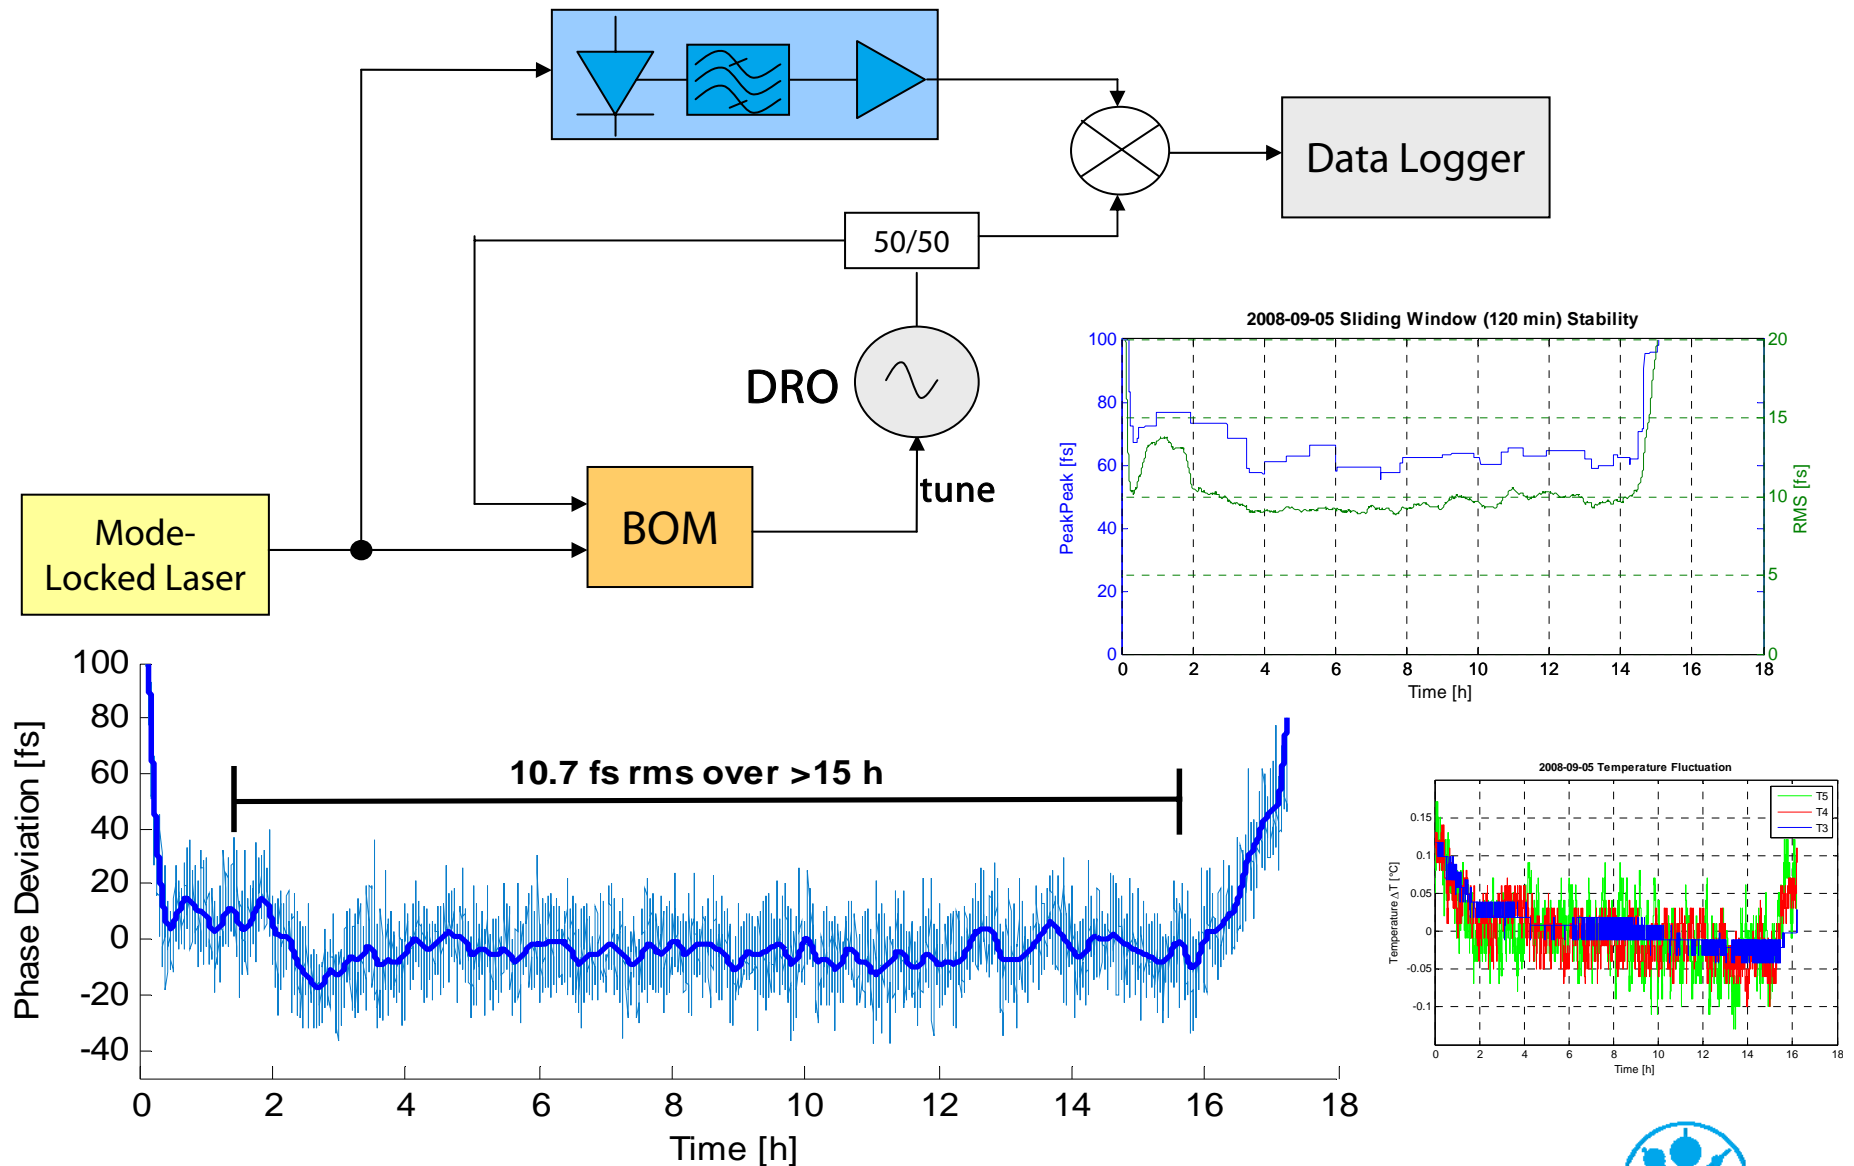 50/50
Data Logger
DRO
tune
BOM
Mode-
Locked Laser
2008-09-05 Sliding Window (120 min) Stability
100
80
60
40
20
0
PeakPeak [fs]
20
15
10
5
0
RMS [fs]
0 2 4 6 8 10 12 14 16 18
Time [h]
100
80
60
40
20
0
-20
-40
Phase Deviation [fs]
10.7 fs rms over >15 h
0 2 4 6 8 10 12 14 16 18
Time [h]
2008-09-05 Temperature Fluctuation
T5
T4
T3
0.15
0.1
0.05
0
-0.05
-0.1
Temperature Δ T [°C]
0 2 4 6 8 10 12 14 16 18
Time [h]